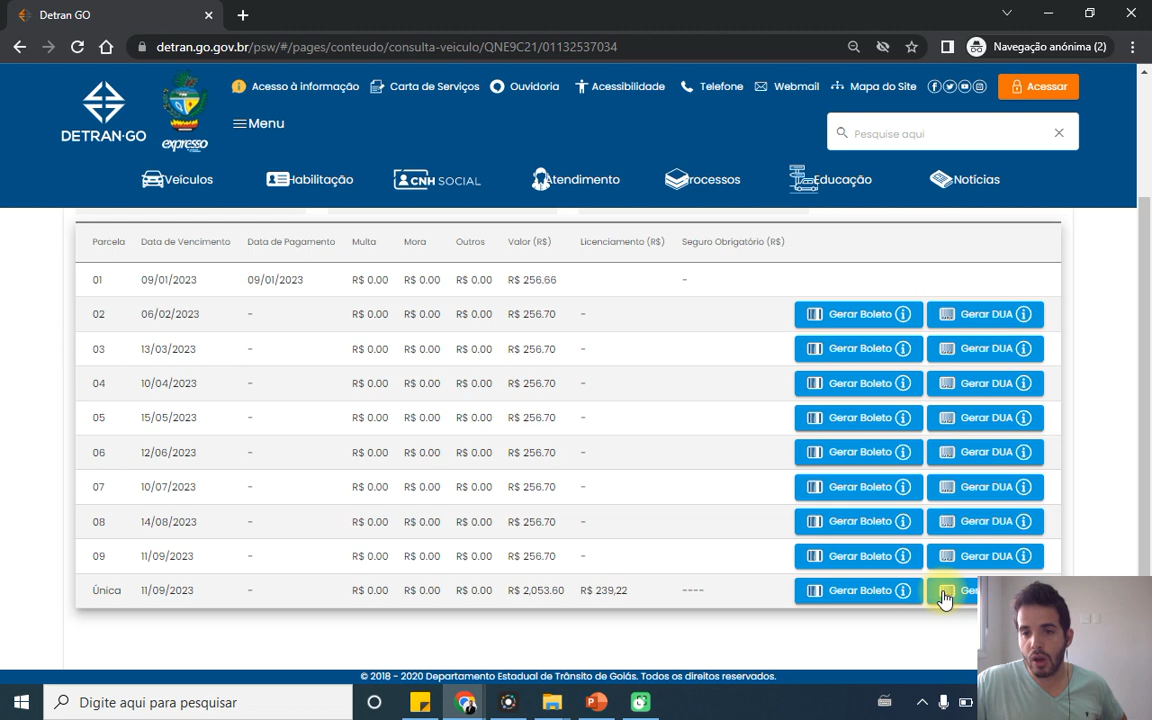 Detran GO
detran.go.gov.br/psw/#/pages/conteudo/consulta-veiculo/QNE9C21/01132537034
Navegação anónima (2)
Acesso à informação
Carta de Serviços
Ouvidoria
Acessibilidade
Telefone
Webmail
Mapa do Site
Acessar
DETRAN·GO
expresso
Menu
Pesquise aqui
Veículos
Habilitação
CNH SOCIAL
Atendimento
Processos
Educação
Notícias
Parcela Data de Vencimento Data de Pagamento Multa Mora Outros Valor (R$) Licenciamento (R$) Seguro Obrigatório (R$)
01 09/01/2023 09/01/2023 R$ 0.00 R$ 0.00 R$ 0.00 R$ 256.66 -
02 06/02/2023 - R$ 0.00 R$ 0.00 R$ 0.00 R$ 256.70 - Gerar Boleto Gerar DUA
03 13/03/2023 - R$ 0.00 R$ 0.00 R$ 0.00 R$ 256.70 - Gerar Boleto Gerar DUA
04 10/04/2023 - R$ 0.00 R$ 0.00 R$ 0.00 R$ 256.70 - Gerar Boleto Gerar DUA
05 15/05/2023 - R$ 0.00 R$ 0.00 R$ 0.00 R$ 256.70 - Gerar Boleto Gerar DUA
06 12/06/2023 - R$ 0.00 R$ 0.00 R$ 0.00 R$ 256.70 - Gerar Boleto Gerar DUA
07 10/07/2023 - R$ 0.00 R$ 0.00 R$ 0.00 R$ 256.70 - Gerar Boleto Gerar DUA
08 14/08/2023 - R$ 0.00 R$ 0.00 R$ 0.00 R$ 256.70 - Gerar Boleto Gerar DUA
09 11/09/2023 - R$ 0.00 R$ 0.00 R$ 0.00 R$ 256.70 - Gerar Boleto Gerar DUA
Única 11/09/2023 - R$ 0.00 R$ 0.00 R$ 0.00 R$ 2,053.60 R$ 239,22 ---- Gerar Boleto Ger
© 2018 - 2020 Departamento Estadual de Trânsito de Goiás. Todos os direitos reservados.
Digite aqui para pesquisar